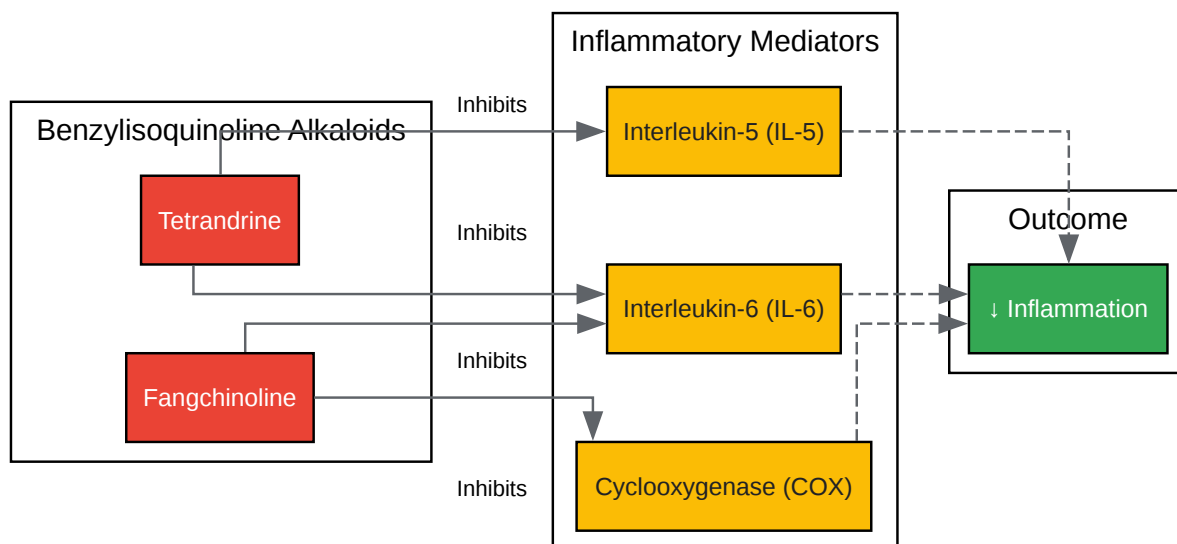 Benzylisoquinoline Alkaloids
Tetrandrine
Fangchinoline
Inhibits
Inhibits
Inhibits
Inhibits
Inflammatory Mediators
Interleukin-5 (IL-5)
Interleukin-6 (IL-6)
Cyclooxygenase (COX)
Outcome
↓ Inflammation